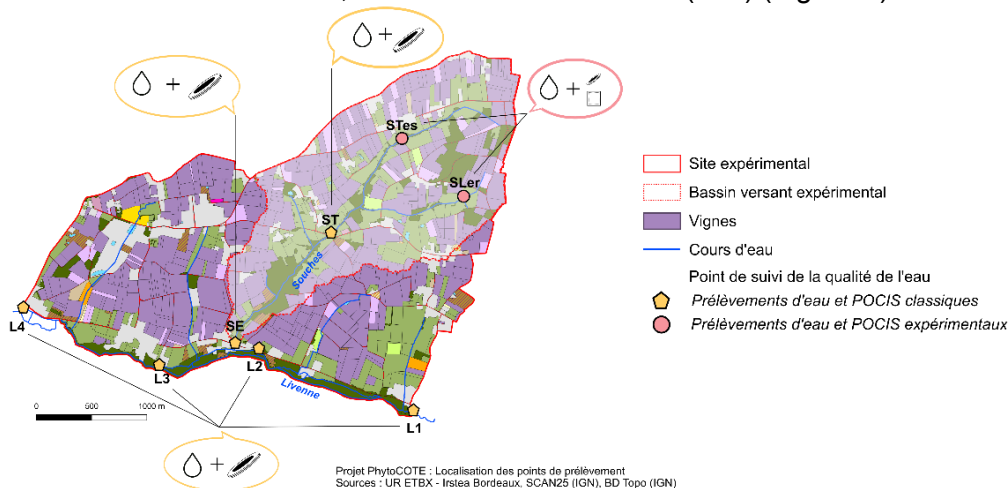 STes
SLer
ST
Souches
SE
L4
L3
L2
L1
Livenne
0 500 1000 m
Site expérimental
Bassin versant expérimental
Vignes
Cours d'eau
Point de suivi de la qualité de l'eau
Prélèvements d'eau et POCIS classiques
Prélèvements d'eau et POCIS expérimentaux
Projet PhytoCOTE : Localisation des points de prélèvement
Sources : UR ETBX - Irstea Bordeaux, SCAN25 (IGN), BD Topo (IGN)